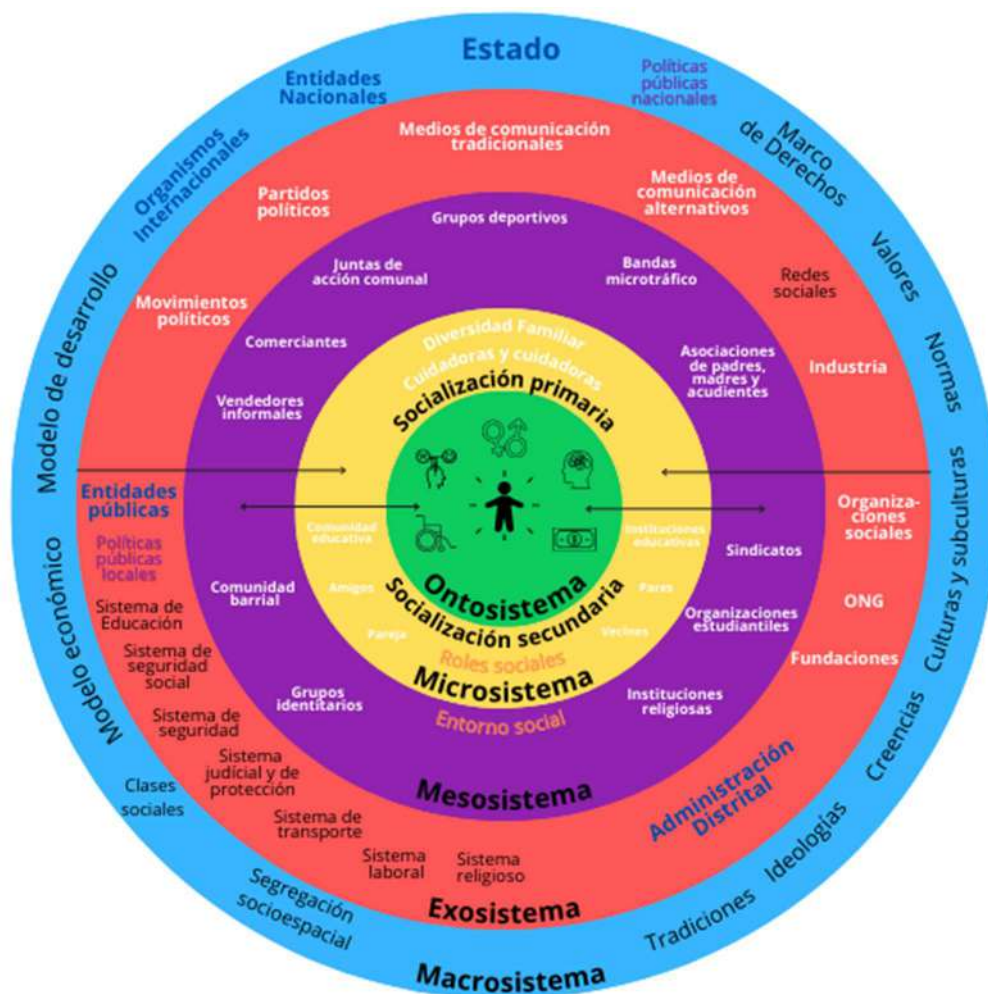 Estado
Entidades
Nacionales
Políticas
públicas
nacionales
Organismos
Internacionales
Marco
de Derechos
Modelo de desarrollo
Valores
Normas
Medios de comunicación
tradicionales
Medios de
comunicación
alternativos
Partidos
políticos
Redes
sociales
Movimientos
políticos
Industria
Grupos deportivos
Juntas de
acción comunal
Bandas
microtráfico
Comerciantes
Asociaciones
de padres,
madres y
acudientes
Vendedores
informales
Diversidad Familiar
Cuidadoras y cuidadoras
Socialización primaria
Entidades
públicas
Políticas
públicas
locales
Sistema de
Educación
Sistema de
seguridad
social
Sistema de
seguridad
Sistema
judicial y de
protección
Sistema de
transporte
Sistema
laboral
Sistema
religioso
Organiza-
ciones
sociales
ONG
Fundaciones
Administración
Distrital
Comunidad
educativa
Instituciones
educativas
Amigos
Pares
Pareja
Vecinos
Sindicatos
Comunidad
barrial
Organizaciones
estudiantiles
Grupos
identitarios
Instituciones
religiosas
Ontosistema
Socialización secundaria
Roles sociales
Microsistema
Entorno social
Mesosistema
Exosistema
Modelo económico
Clases
sociales
Segregación
socioespacial
Culturas y subculturas
Creencias
Ideologías
Tradiciones
Macrosistema